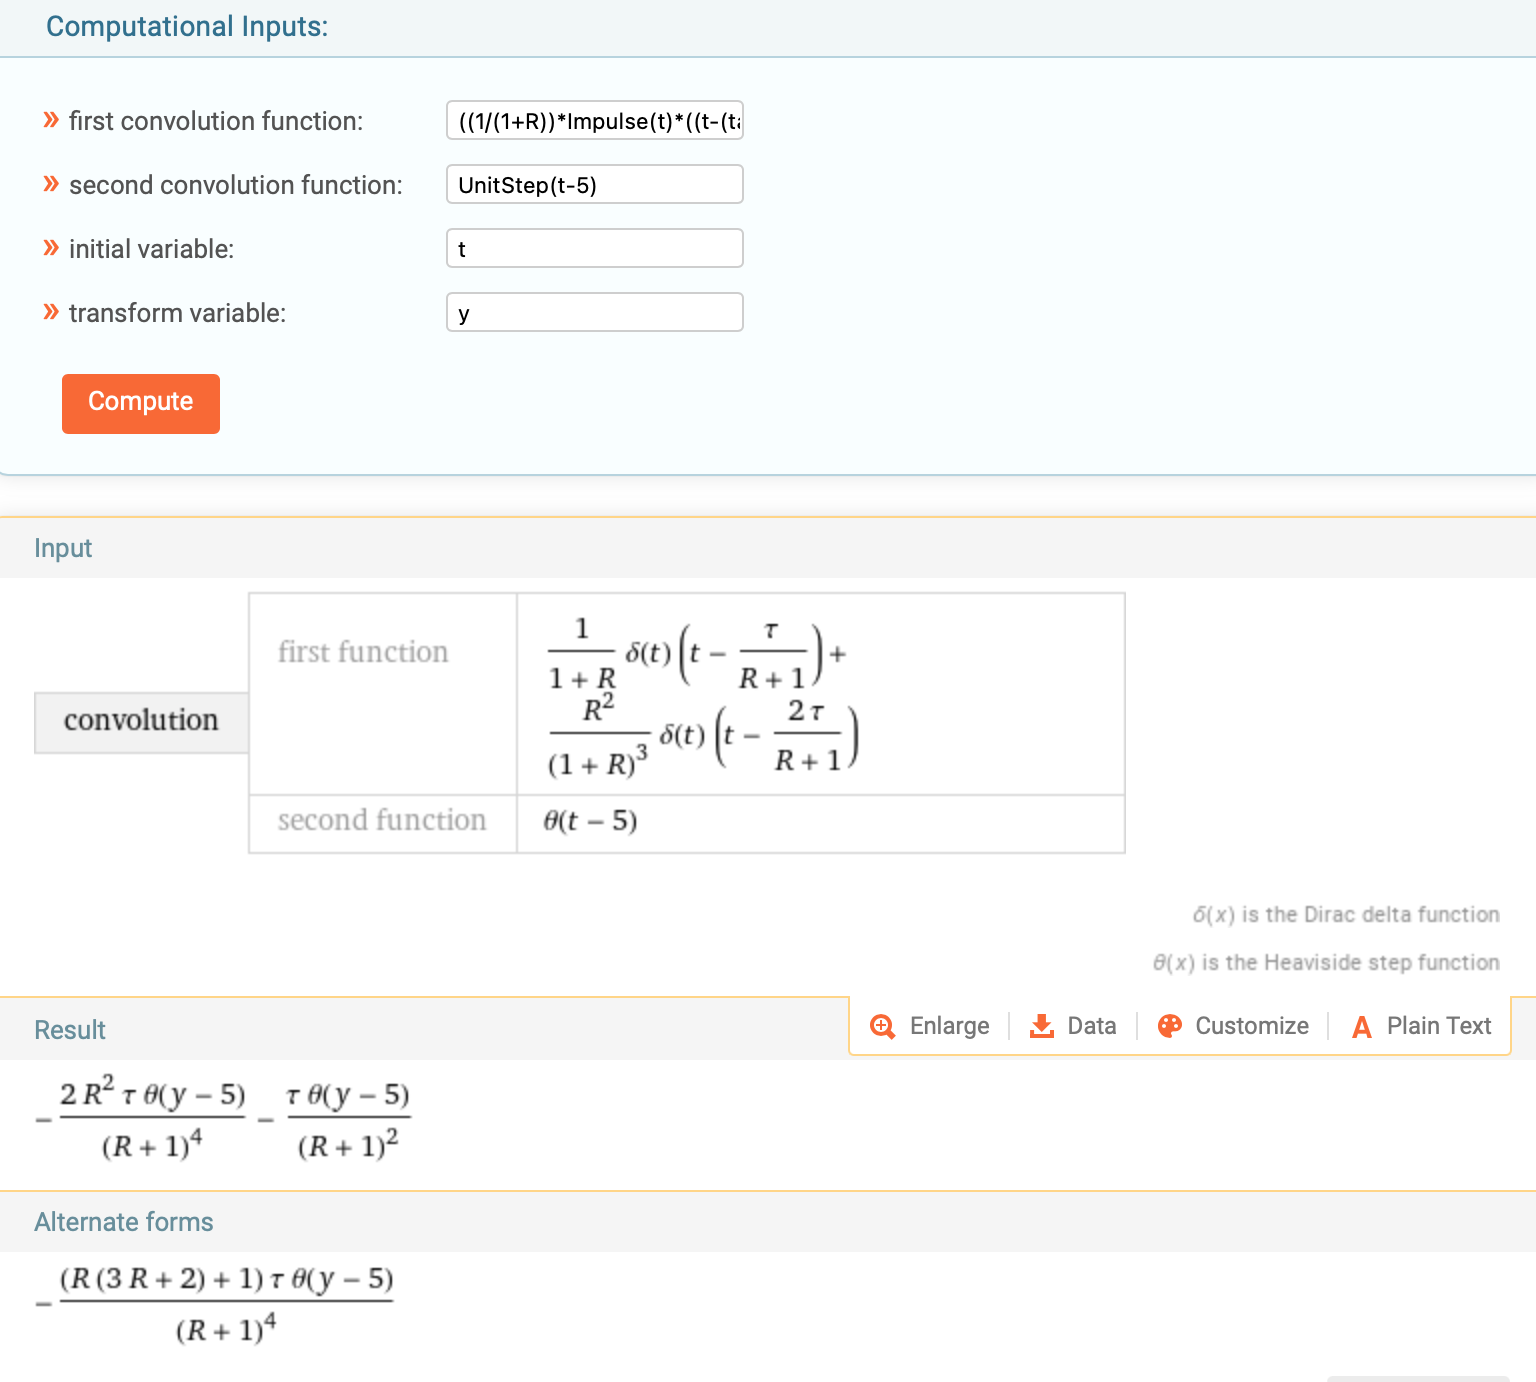 Computational Inputs:
» first convolution function: ((1/(1+R))*Impulse(t)*((t-(ta
» second convolution function: UnitStep(t-5)
» initial variable: t
» transform variable: y
Compute
Input
convolution
first function
1/(1 + R) δ(t) (t − τ/(R + 1)) +
R²/(1 + R)³ δ(t) (t − 2 τ/(R + 1))
second function θ(t − 5)
δ(x) is the Dirac delta function
θ(x) is the Heaviside step function
Result
Enlarge Data Customize A Plain Text
− 2 R² τ θ(y − 5)/(R + 1)⁴ − τ θ(y − 5)/(R + 1)²
Alternate forms
− (R (3 R + 2) + 1) τ θ(y − 5)/(R + 1)⁴